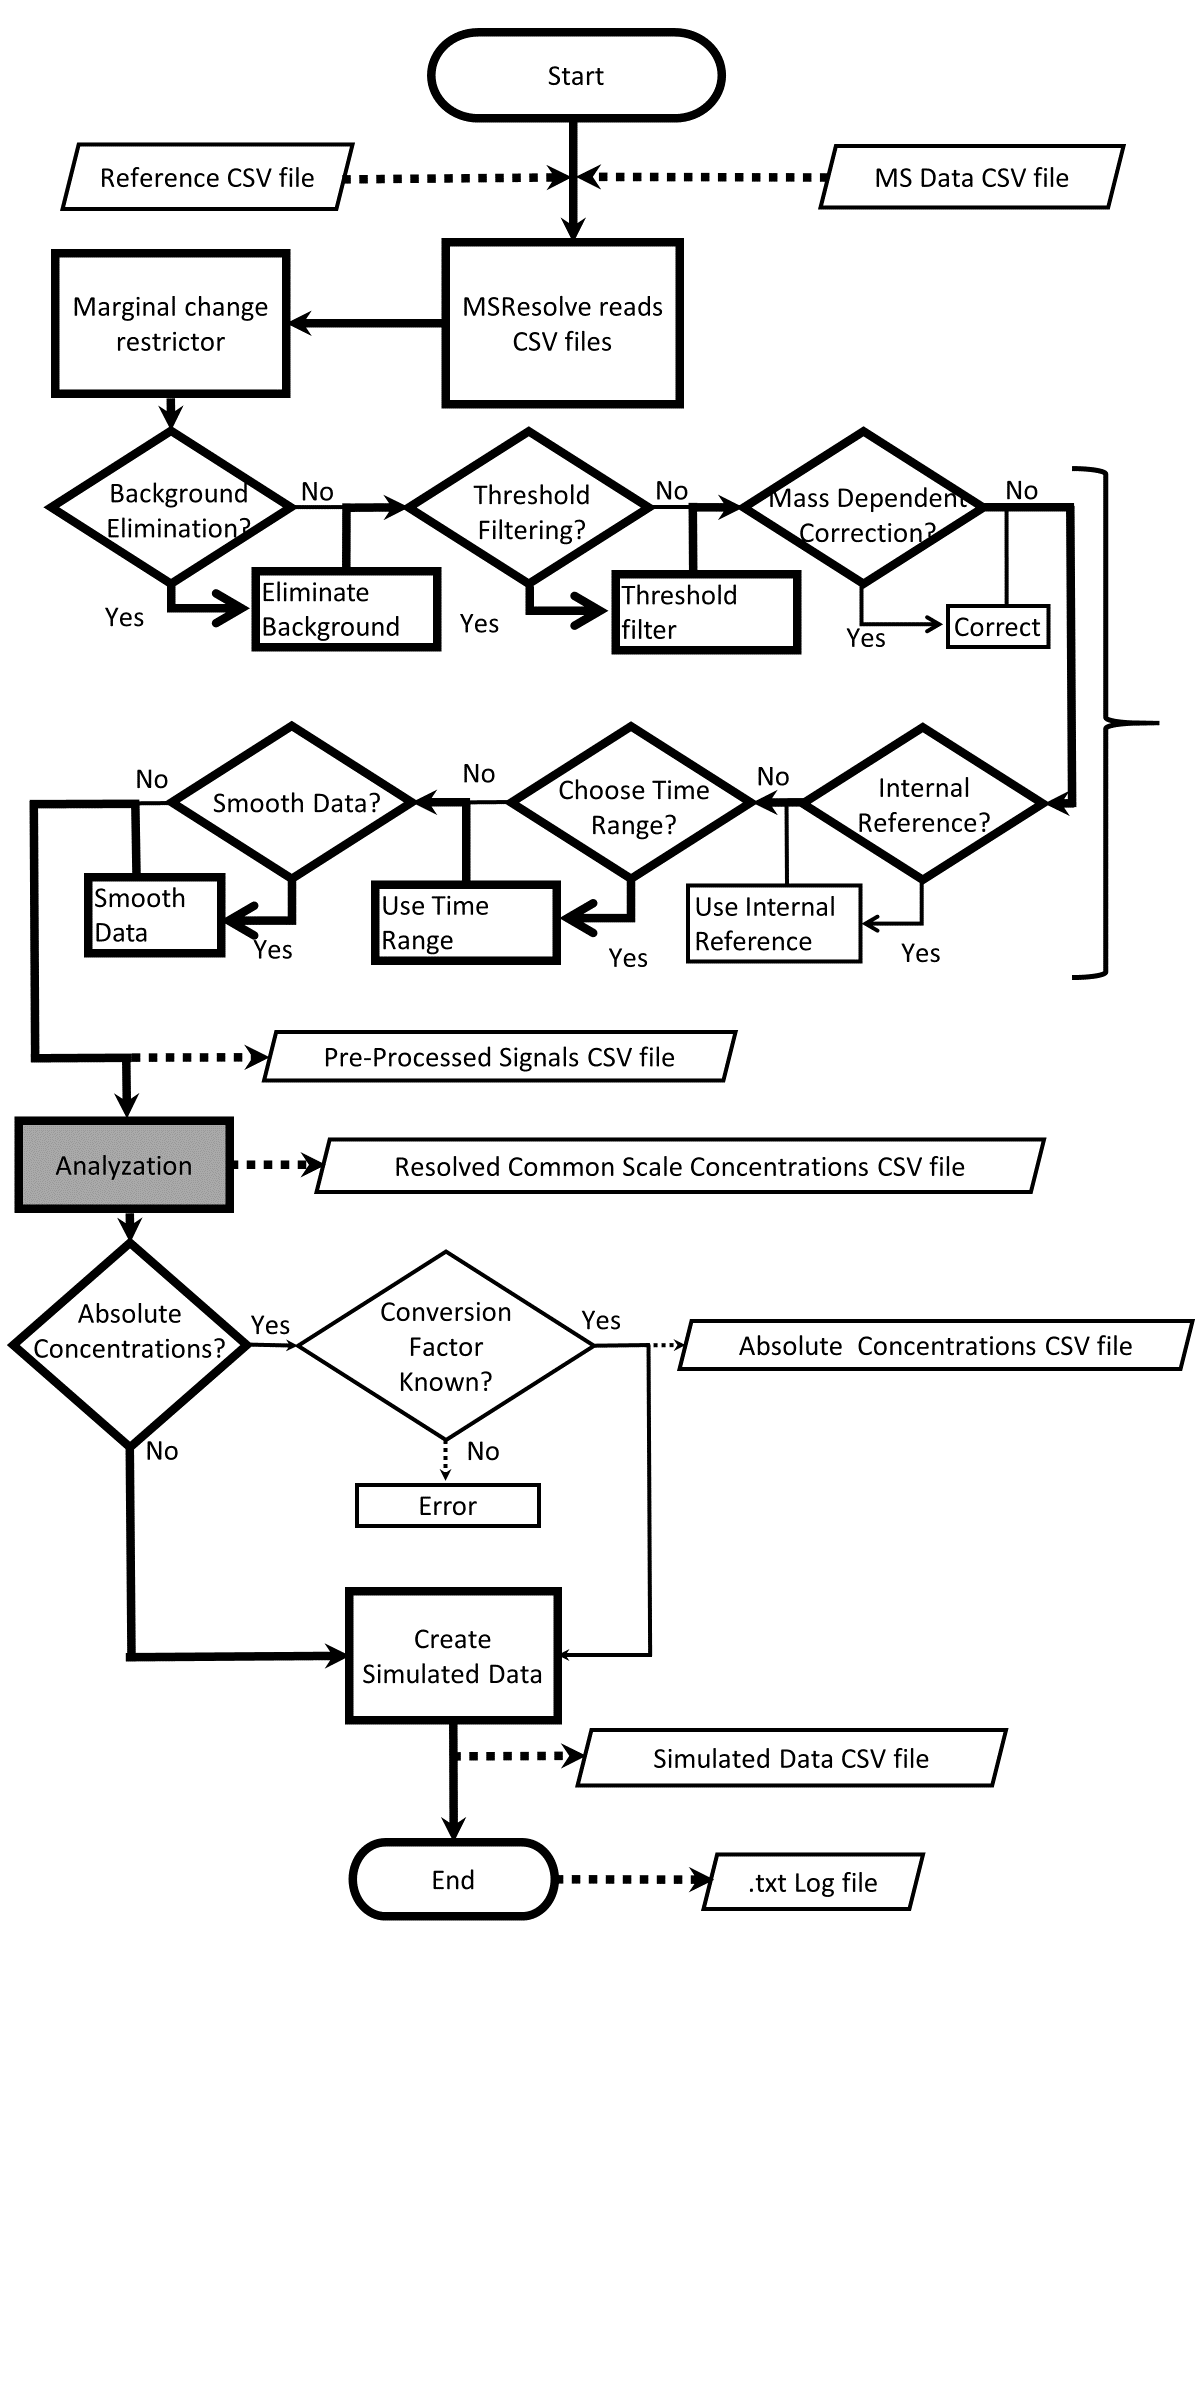 Start
Reference CSV file
MS Data CSV file
Marginal change
restrictor
MSResolve reads
CSV files
Background
Elimination?
No
Threshold
Filtering?
No
Mass Dependent
Correction?
No
Yes
Eliminate
Background
Yes
Threshold
filter
Yes
Correct
No
Smooth Data?
No
Choose Time
Range?
No
Internal
Reference?
Smooth
Data
Yes
Use Time
Range
Yes
Use Internal
Reference
Yes
Pre-Processed Signals CSV file
Analyzation
Resolved Common Scale Concentrations CSV file
Absolute
Concentrations?
Yes
Conversion
Factor
Known?
Yes
Absolute  Concentrations CSV file
No
No
Error
Create
Simulated Data
Simulated Data CSV file
End
.txt Log file